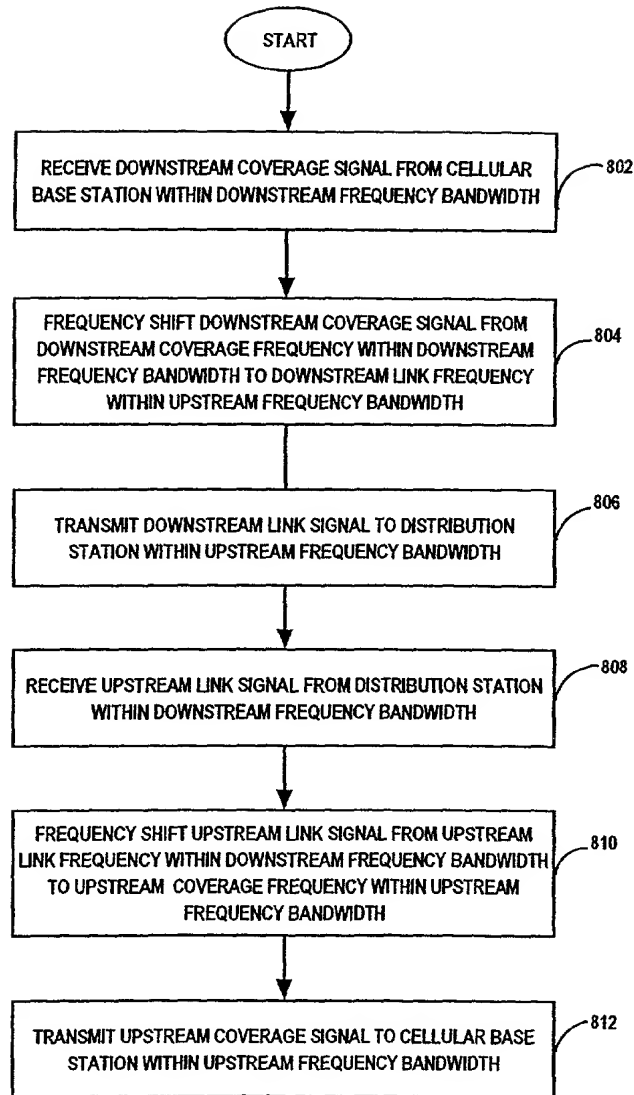 START
RECEIVE DOWNSTREAM COVERAGE SIGNAL FROM CELLULAR
BASE STATION WITHIN DOWNSTREAM FREQUENCY BANDWIDTH
802
FREQUENCY SHIFT DOWNSTREAM COVERAGE SIGNAL FROM
DOWNSTREAM COVERAGE FREQUENCY WITHIN DOWNSTREAM
FREQUENCY BANDWIDTH TO DOWNSTREAM LINK FREQUENCY
WITHIN UPSTREAM FREQUENCY BANDWIDTH
804
TRANSMIT DOWNSTREAM LINK SIGNAL TO DISTRIBUTION
STATION WITHIN UPSTREAM FREQUENCY BANDWIDTH
806
RECEIVE UPSTREAM LINK SIGNAL FROM DISTRIBUTION STATION
WITHIN DOWNSTREAM FREQUENCY BANDWIDTH
808
FREQUENCY SHIFT UPSTREAM LINK SIGNAL FROM UPSTREAM
LINK FREQUENCY WITHIN DOWNSTREAM FREQUENCY BANDWIDTH
TO UPSTREAM COVERAGE FREQUENCY WITHIN UPSTREAM
FREQUENCY BANDWIDTH
810
TRANSMIT UPSTREAM COVERAGE SIGNAL TO CELLULAR BASE
STATION WITHIN UPSTREAM FREQUENCY BANDWIDTH
812